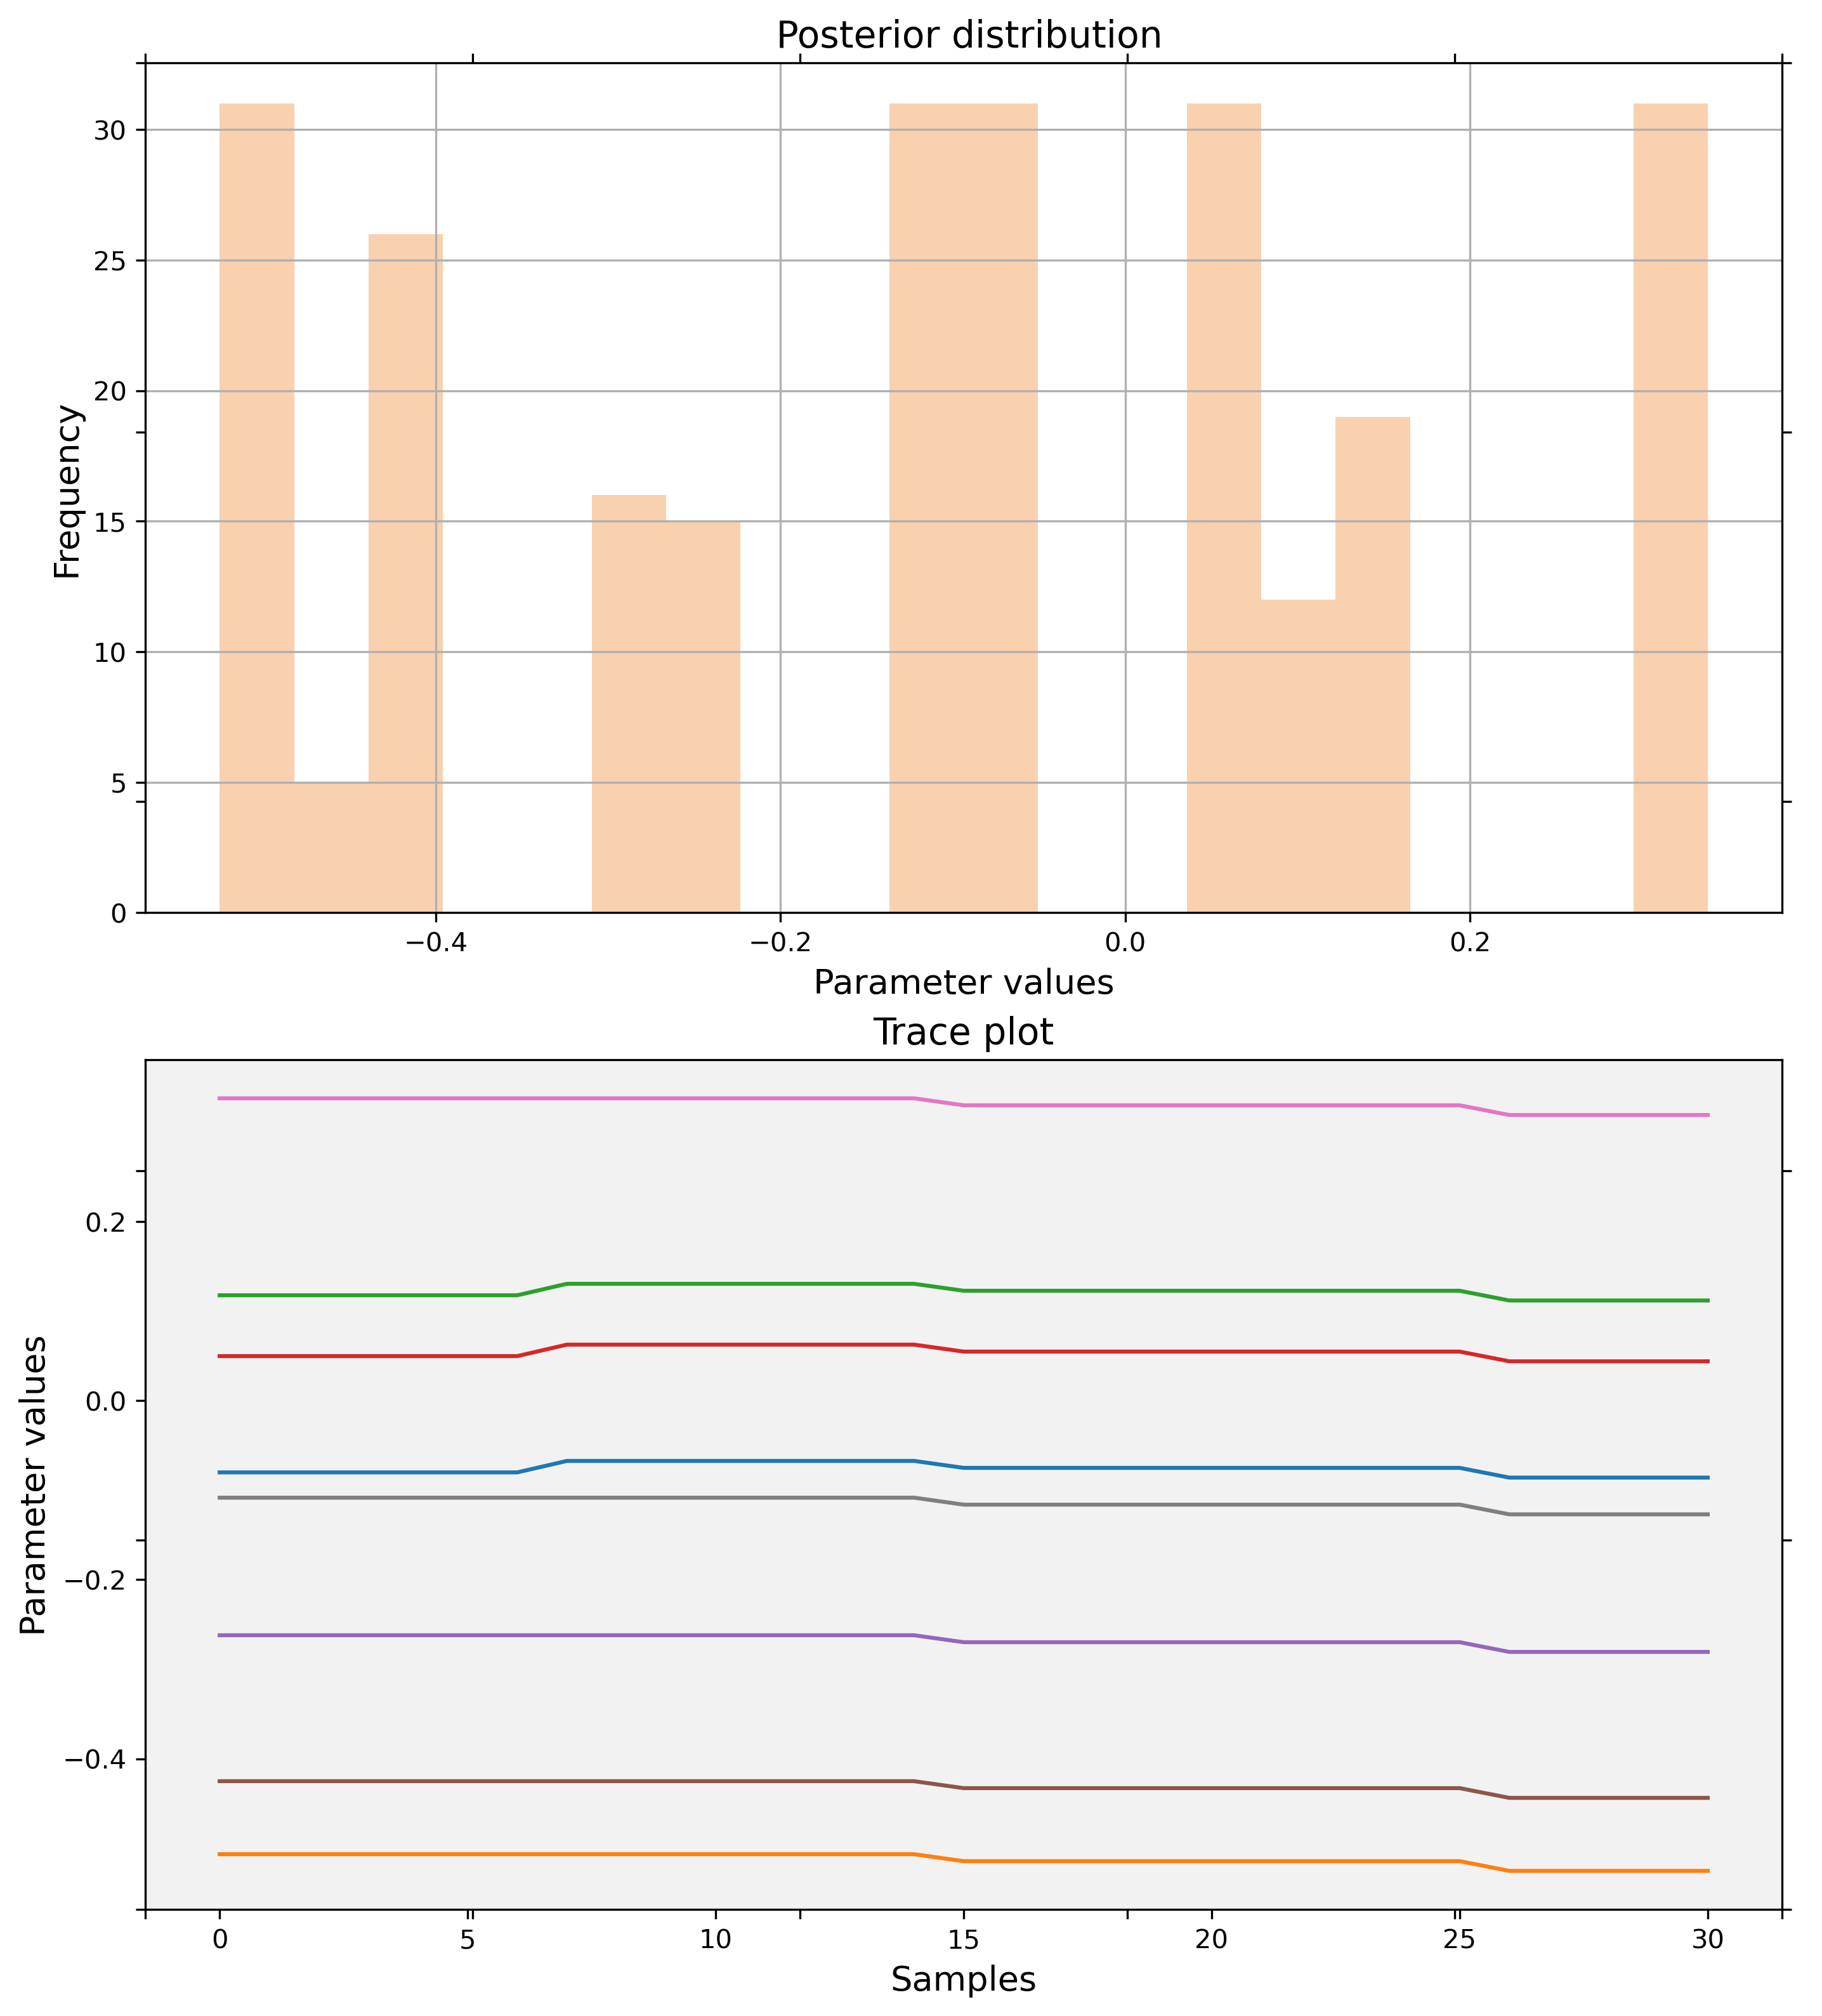 Posterior distribution
30
25
20
15
10
5
0
Frequency
−0.4 −0.2 0.0 0.2
Parameter values
Trace plot
0.2
0.0
−0.2
−0.4
Parameter values
0 5 10 15 20 25 30
Samples